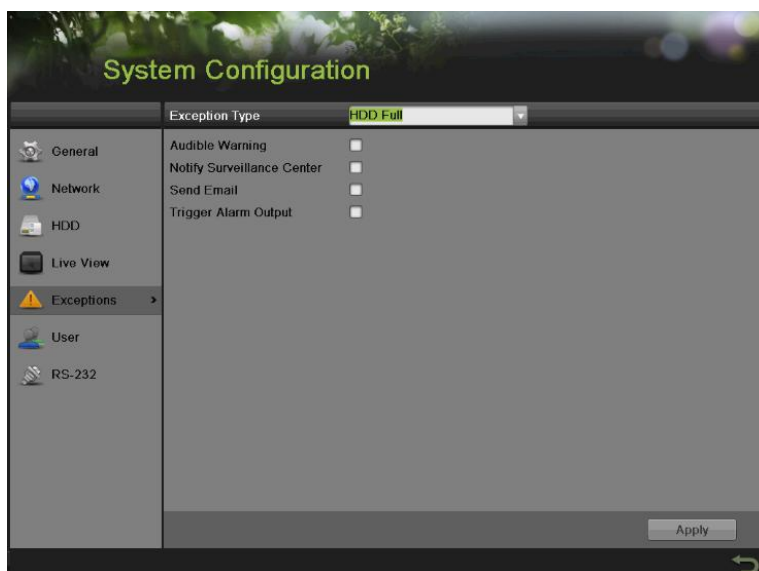 System Configuration
Exception Type HDD Full
General
Network
HDD
Live View
Exceptions
User
RS-232
Audible Warning
Notify Surveillance Center
Send Email
Trigger Alarm Output
Apply